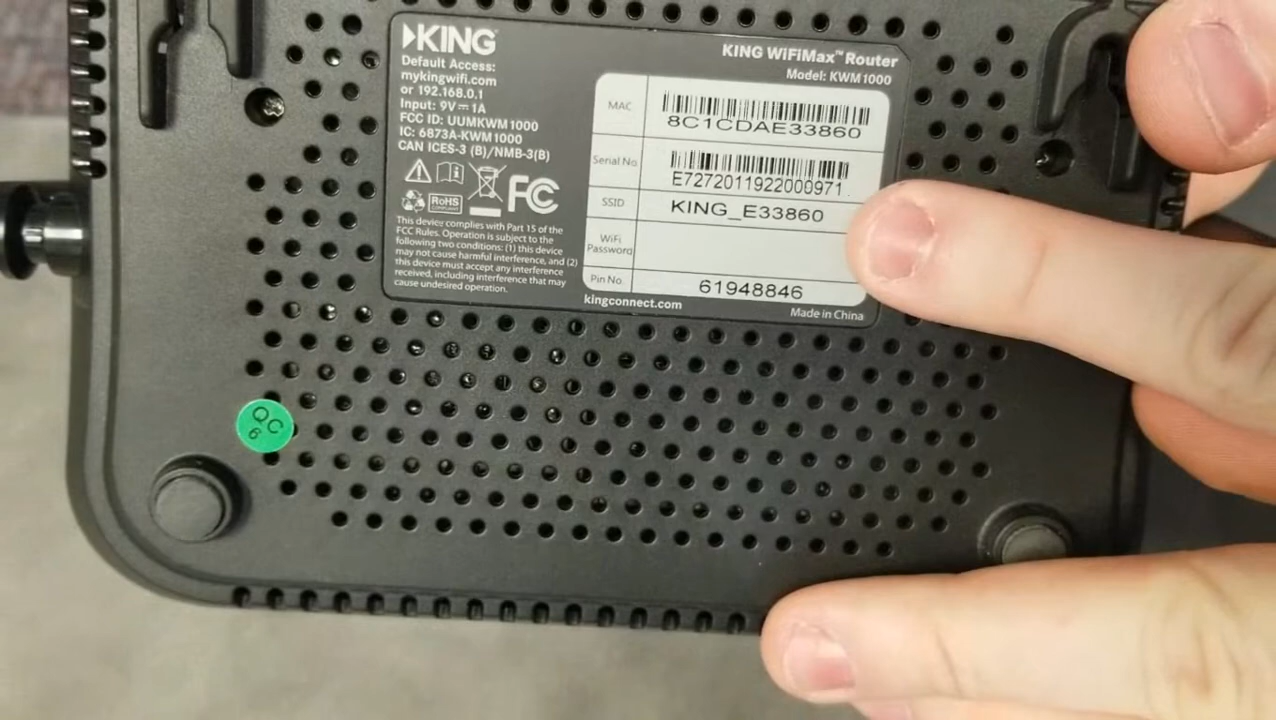 KING
Default Access:
mykingwifi.com
or 192.168.0.1
Input: 9V⎓1A
FCC ID: UUMKWM1000
IC: 6873A-KWM1000
CAN ICES-3 (B)/NMB-3(B)
RoHS
COMPLIANT
FC
This device complies with Part 15 of the
FCC Rules. Operation is subject to the
following two conditions: (1) this device
may not cause harmful interference, and (2)
this device must accept any interference
received, including interference that may
cause undesired operation.
KING WiFiMax™ Router
Model: KWM1000
MAC
8C1CDAE33860
Serial No.
E7272011922000971
SSID
KING_E33860
WiFi
Password
Pin No.
61948846
kingconnect.com
Made in China
QC
6